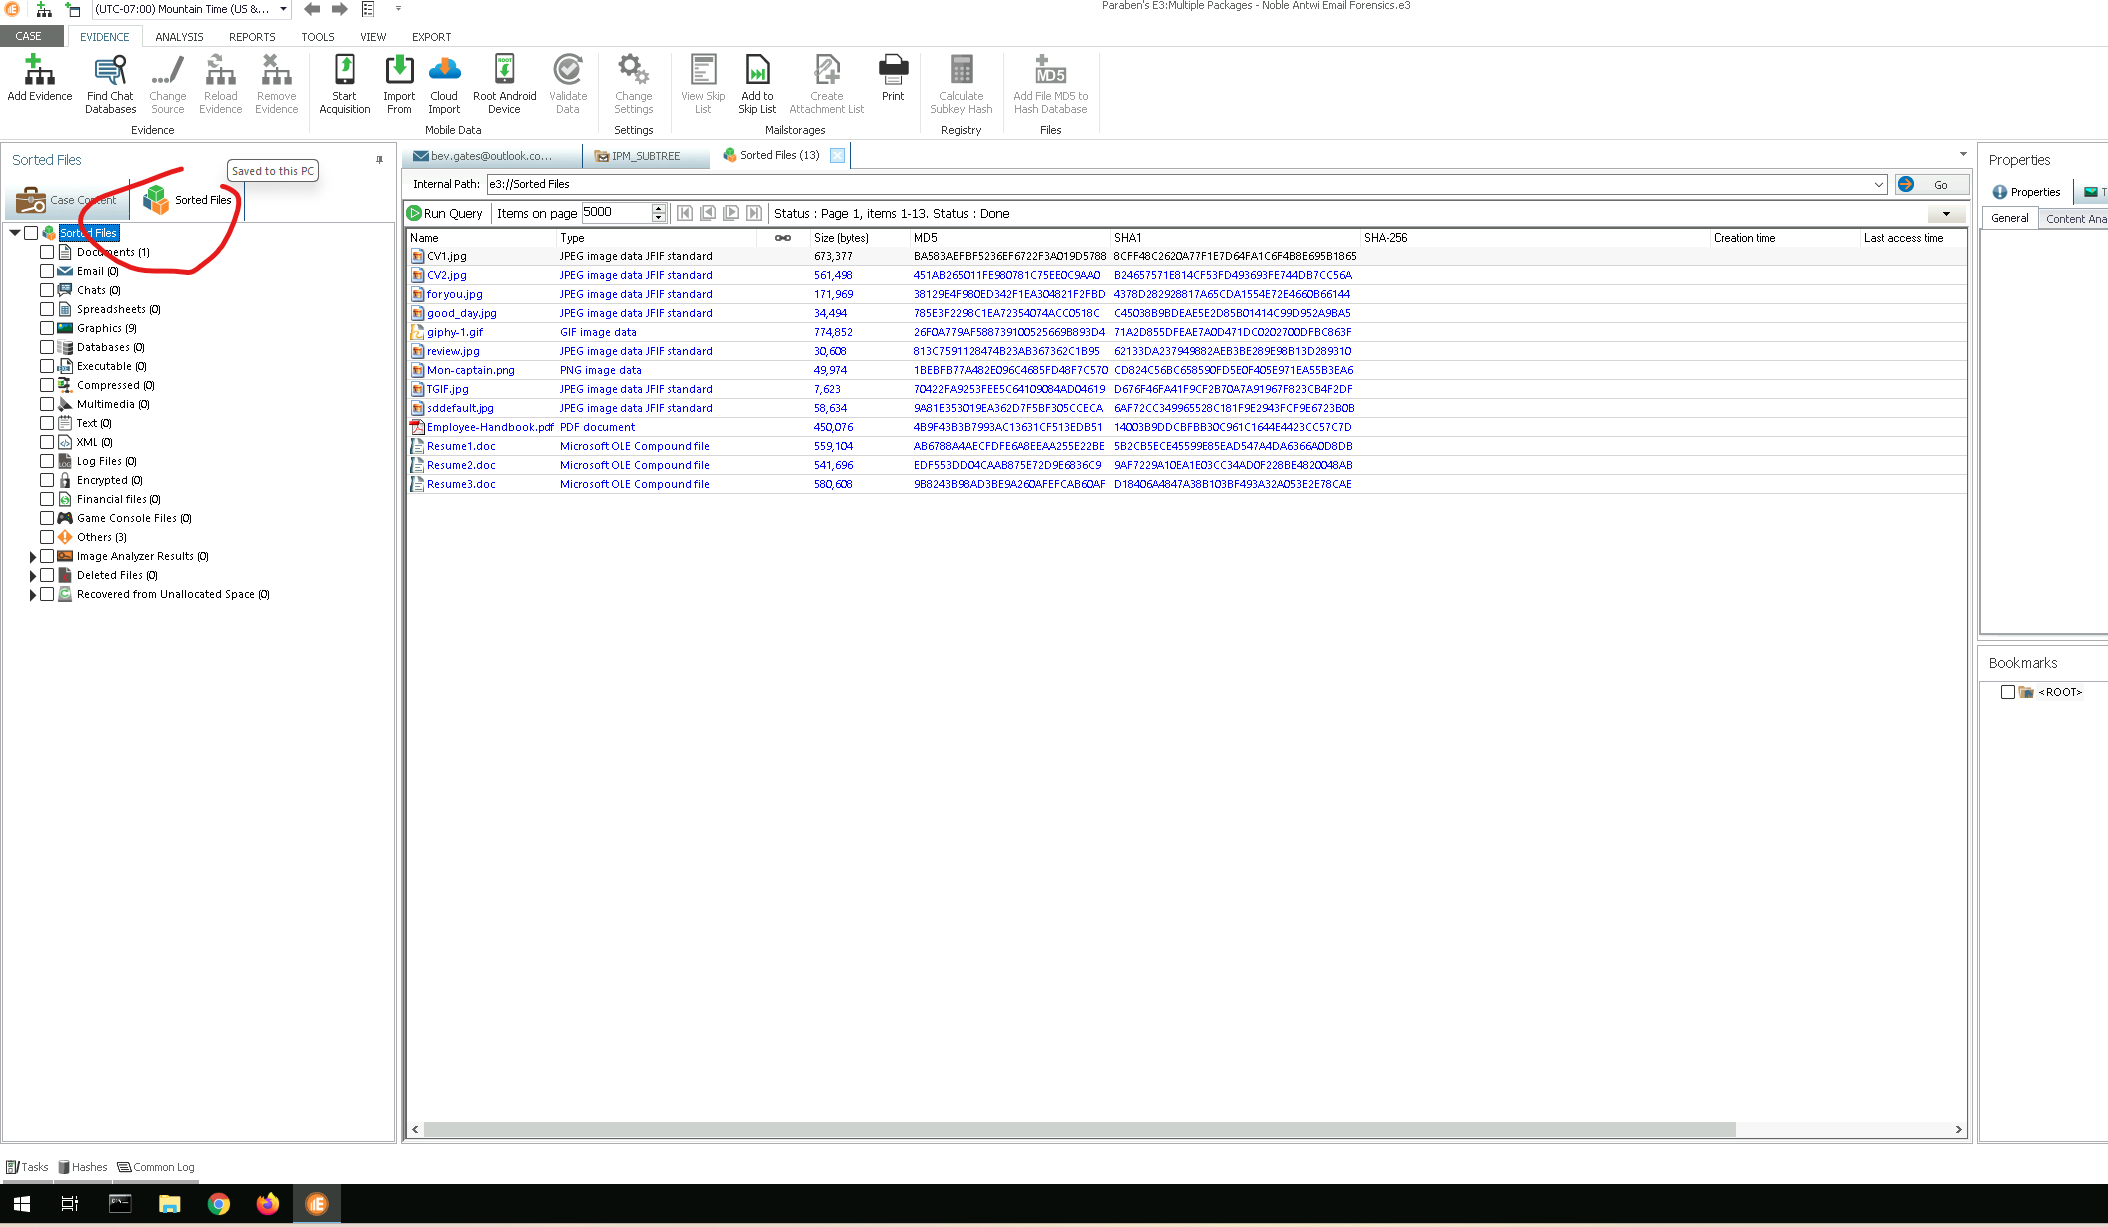 (UTC-07:00) Mountain Time (US &...
Paraben's E3:Multiple Packages - Noble Antwi Email Forensics.e3
CASE EVIDENCE ANALYSIS REPORTS TOOLS VIEW EXPORT
Add Evidence
Find Chat Databases
Change Source
Reload Evidence
Remove Evidence
Start Acquisition
Import From
Cloud Import
Root Android Device
Validate Data
Change Settings
View Skip List
Add to Skip List
Create Attachment List
Print
Calculate Subkey Hash
Add File MD5 to Hash Database
Evidence Mobile Data Settings Mailstorages Registry Files
Sorted Files
Saved to this PC
Case Content Sorted Files
Sorted Files
Documents (1)
Email (0)
Chats (0)
Spreadsheets (0)
Graphics (9)
Databases (0)
Executable (0)
Compressed (0)
Multimedia (0)
Text (0)
XML (0)
Log Files (0)
Encrypted (0)
Financial files (0)
Game Console Files (0)
Others (3)
Image Analyzer Results (0)
Deleted Files (0)
Recovered from Unallocated Space (0)
bev.gates@outlook.co... IPM_SUBTREE Sorted Files (13)
Internal Path: e3://Sorted Files Go
Run Query Items on page 5000 Status : Page 1, items 1-13. Status : Done
Name Type Size (bytes) MD5 SHA1 SHA-256 Creation time Last access time
CV1.jpg JPEG image data JFIF standard 673,377 BA583AEFBF5236EF6722F3A019D5788 8CFF48C2620A77F1E7D64FA1C6F4B8E695B1865
CV2.jpg JPEG image data JFIF standard 561,498 451AB265011FE980781C75EE0C9AA0 B24657571E814CF53FD493693FE744DB7CC56A
foryou.jpg JPEG image data JFIF standard 171,969 38129E4F980ED342F1EA304821F2FBD 4378D282928817A65CDA1554E72E4660B66144
good_day.jpg JPEG image data JFIF standard 34,494 785E3F2298C1EA72354074ACC0518C C45038B9BDEAE5E2D85B01414C99D952A9BA5
giphy-1.gif GIF image data 774,852 26F0A779AF588739100525669B893D4 71A2D855DFEAE7A0D471DC0202700DFBC863F
review.jpg JPEG image data JFIF standard 30,608 813C7591128474B23AB367362C1B95 62133DA237949882AEB3BE289E98B13D289310
Mon-captain.png PNG image data 49,974 1BEBFB77A482E096C4685FD48F7C570 CD824C56BC658590FD5E0F405E971EA55B3EA6
TGIF.jpg JPEG image data JFIF standard 7,623 70422FA9253FEE5C64109084AD04619 D676F46FA41F9CF2B70A7A91967F823CB4F2DF
sddefault.jpg JPEG image data JFIF standard 58,634 9A81E353019EA362D7F5BF305CCECA 6AF72CC349965528C181F9E2943FCF9E6723B0B
Employee-Handbook.pdf PDF document 450,076 4B9F43B3B7993AC13631CF513EDB51 14003B9DDCBFBB30C961C1644E4423CC57C7D
Resume1.doc Microsoft OLE Compound file 559,104 AB6788A4AECFDFE6A8EEAA255E22BE 5B2CB5ECE45599E85EAD547A4DA6366A0D8DB
Resume2.doc Microsoft OLE Compound file 541,696 EDF553DD04CAAB875E72D9E6836C9 9AF7229A10EA1E03CC34AD0F228BE4820048AB
Resume3.doc Microsoft OLE Compound file 580,608 9B8243B98AD3BE9A260AFEFCAB60AF D18406A4847A38B103BF493A32A053E2E78CAE
Properties
Properties T
General Content Ana
Bookmarks
<ROOT>
Tasks Hashes Common Log